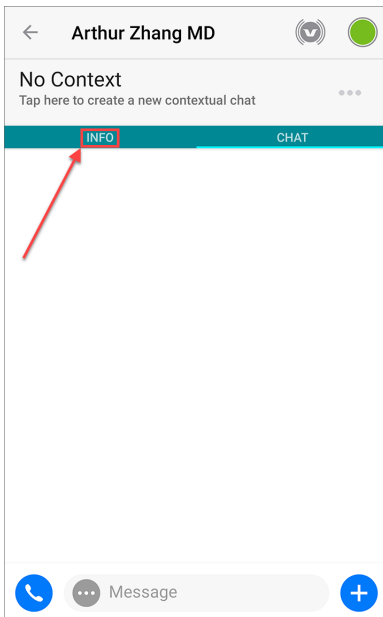 Arthur Zhang MD
No Context
Tap here to create a new contextual chat
INFO
CHAT
Message